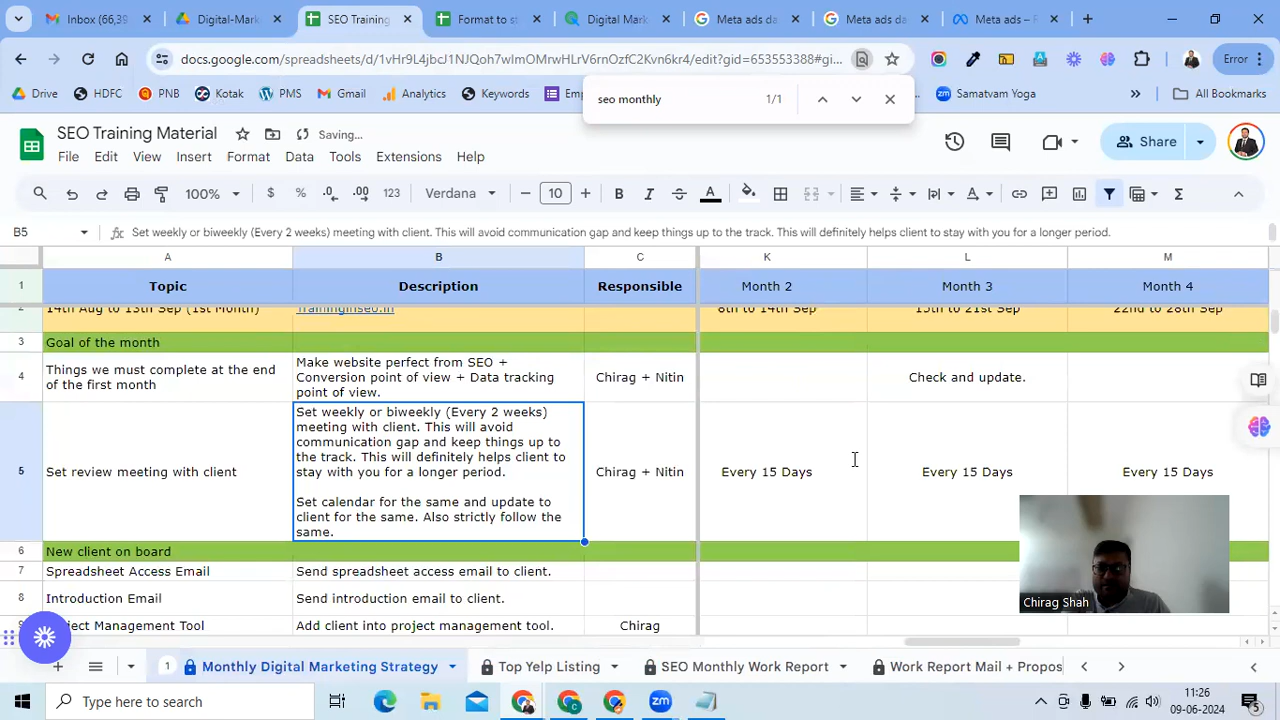 Inbox (66,39
Digital-Mark
SEO Training
Format to s
Digital Mark
Meta ads da
Meta ads da
Meta ads – F
docs.google.com/spreadsheets/d/1vHr9L4jbcJ1NJQoh7wImOMrwHLrV6rnOzfC2Kvn6kr4/edit?gid=653553388#gi...
Error
Drive
HDFC
PNB
Kotak
PMS
Gmail
Analytics
Keywords
Emp
Samatvam Yoga
All Bookmarks
seo monthly
1/1
SEO Training Material
Saving...
File Edit View Insert Format Data Tools Extensions Help
Share
100%
$ % .0 .00 123 Verdana 10
B5
Set weekly or biweekly (Every 2 weeks) meeting with client. This will avoid communication gap and keep things up to the track. This will definitely helps client to stay with you for a longer period.
A B C K L M
1 Topic Description Responsible Month 2 Month 3 Month 4
2 14th Aug to 13th Sep (1st Month) Traininginseo.in 8th to 14th Sep 15th to 21st Sep 22nd to 28th Sep
3 Goal of the month
4 Things we must complete at the end
of the first month
Make website perfect from SEO +
Conversion point of view + Data tracking
point of view.
Chirag + Nitin
Check and update.
5 Set review meeting with client
Set weekly or biweekly (Every 2 weeks)
meeting with client. This will avoid
communication gap and keep things up to
the track. This will definitely helps client to
stay with you for a longer period.
Set calendar for the same and update to
client for the same. Also strictly follow the
same.
Chirag + Nitin
Every 15 Days Every 15 Days Every 15 Days
6 New client on board
7 Spreadsheet Access Email Send spreadsheet access email to client.
8 Introduction Email Send introduction email to client.
9 ject Management Tool Add client into project management tool. Chirag
Chirag Shah
1 Monthly Digital Marketing Strategy
Top Yelp Listing
SEO Monthly Work Report
Work Report Mail + Propos
Type here to search
11:26
09-06-2024
5